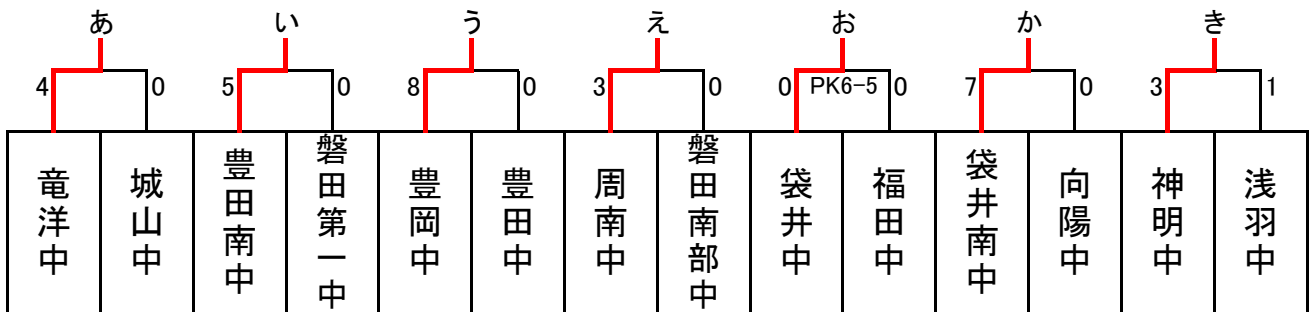 あ い う え お か き
4 0 5 0 8 0 3 0 0 PK6-5 0 7 0 3 1
竜洋中
城山中
豊田南中
磐田第一中
豊岡中
豊田中
周南中
磐田南部中
袋井中
福田中
袋井南中
向陽中
神明中
浅羽中